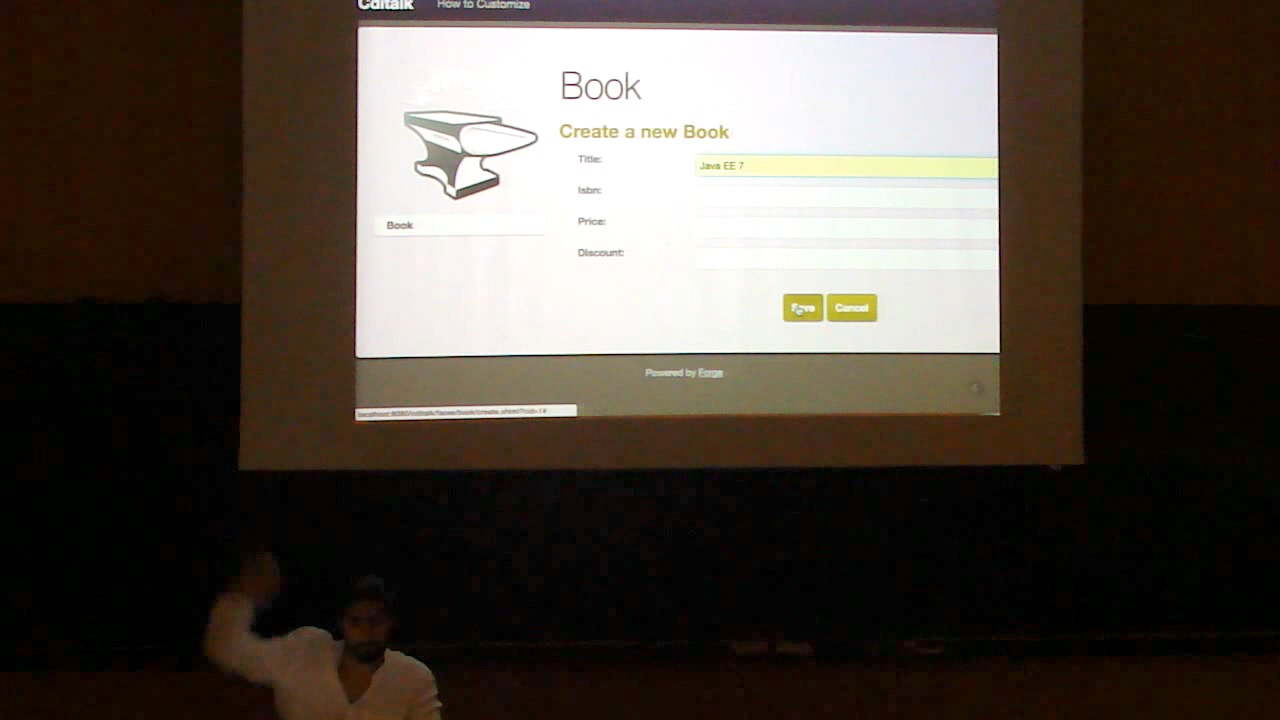 Cditalk How to Customize
Book
Create a new Book
Title: Java EE 7
Isbn:
Price:
Book
Discount:
Save Cancel
Powered by Forge